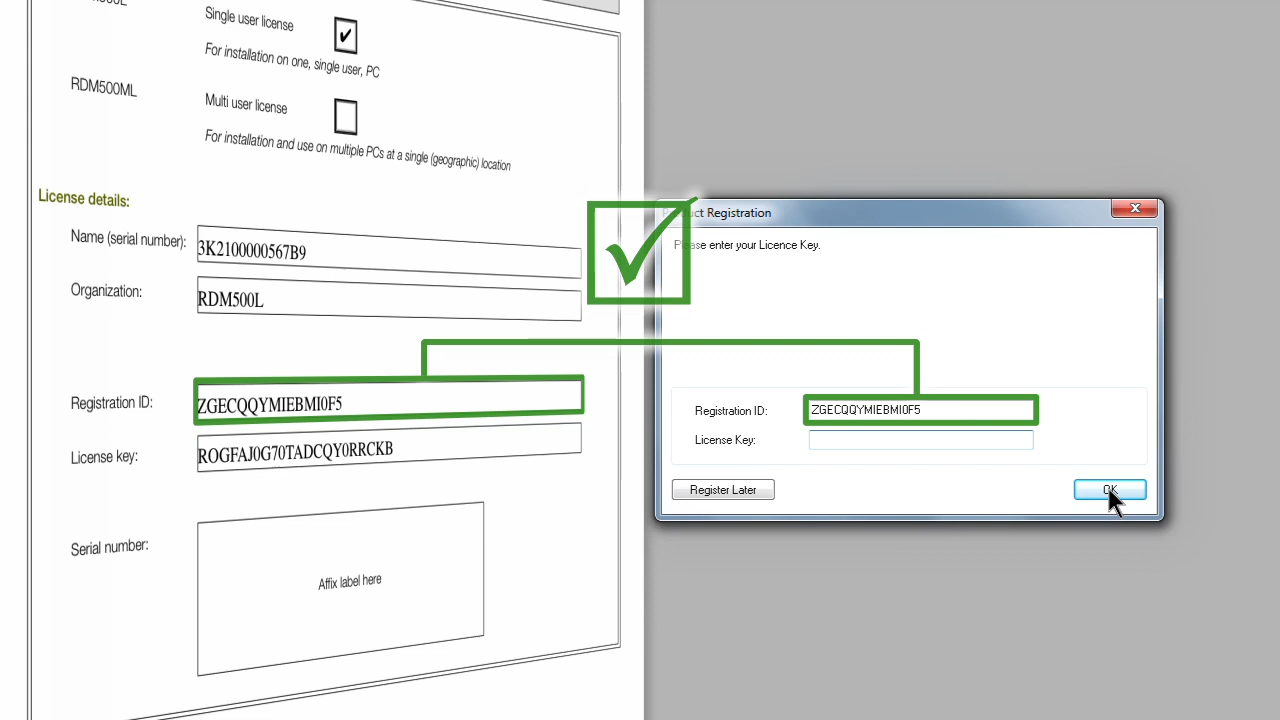 Single user license
✔
For installation on one, single user, PC
RDM500ML
Multi user license
For installation and use on multiple PCs at a single (geographic) location
License details:
Name (serial number):
3K2100000567B9
Organization:
RDM500L
Registration ID:
ZGECQQYMIEBMI0F5
License key:
ROGFAJ0G70TADCQY0RRCKB
Serial number:
Affix label here
Product Registration
Please enter your Licence Key.
Registration ID:
ZGECQQYMIEBMI0F5
License Key:
Register Later
OK